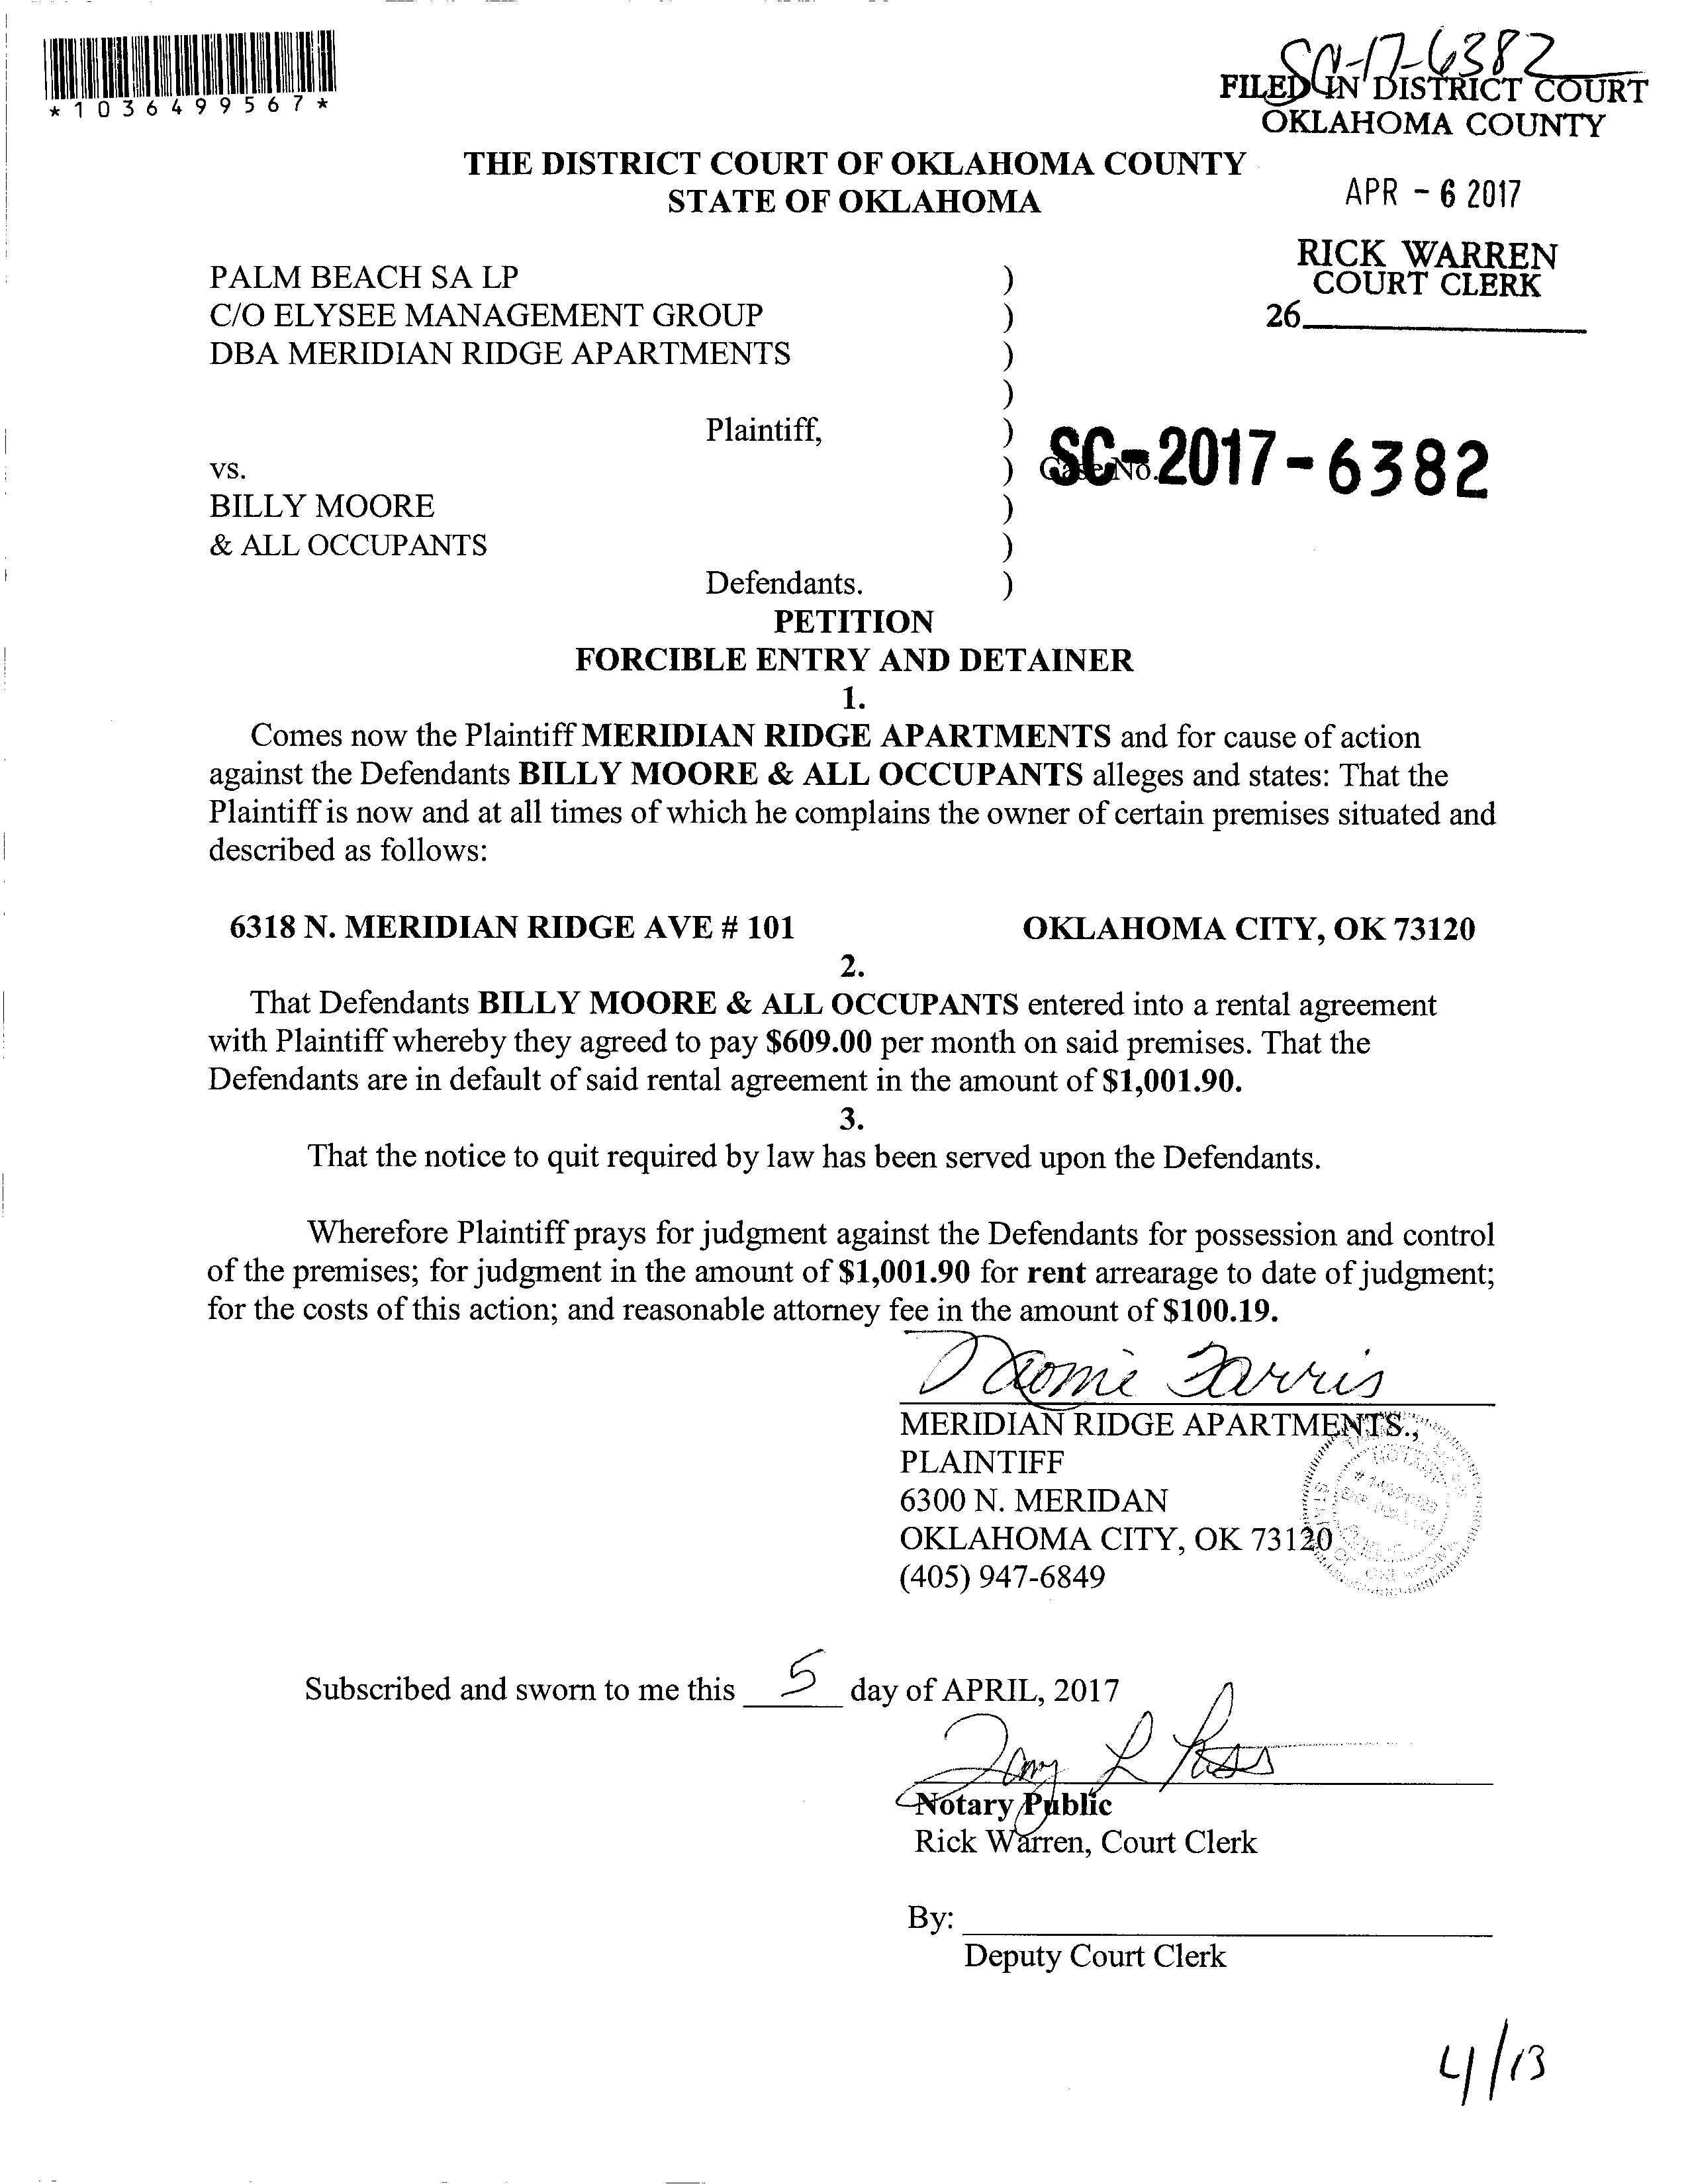 *1036499567*
SC-17-6382
FILED IN DISTRICT COURT
OKLAHOMA COUNTY
THE DISTRICT COURT OF OKLAHOMA COUNTY
STATE OF OKLAHOMA
APR - 6 2017
RICK WARREN
COURT CLERK
26
PALM BEACH SA LP )
C/O ELYSEE MANAGEMENT GROUP )
DBA MERIDIAN RIDGE APARTMENTS )
)
Plaintiff, )
vs. ) Case No. SC-2017-6382
BILLY MOORE )
& ALL OCCUPANTS )
Defendants. )
PETITION
FORCIBLE ENTRY AND DETAINER
1.
Comes now the Plaintiff MERIDIAN RIDGE APARTMENTS and for cause of action
against the Defendants BILLY MOORE & ALL OCCUPANTS alleges and states: That the
Plaintiff is now and at all times of which he complains the owner of certain premises situated and
described as follows:
6318 N. MERIDIAN RIDGE AVE # 101 OKLAHOMA CITY, OK 73120
2.
That Defendants BILLY MOORE & ALL OCCUPANTS entered into a rental agreement
with Plaintiff whereby they agreed to pay $609.00 per month on said premises. That the
Defendants are in default of said rental agreement in the amount of $1,001.90.
3.
That the notice to quit required by law has been served upon the Defendants.
Wherefore Plaintiff prays for judgment against the Defendants for possession and control
of the premises; for judgment in the amount of $1,001.90 for rent arrearage to date of judgment;
for the costs of this action; and reasonable attorney fee in the amount of $100.19.
Farris
MERIDIAN RIDGE APARTMENTS.,
PLAINTIFF
6300 N. MERIDAN
OKLAHOMA CITY, OK 73120
(405) 947-6849
Subscribed and sworn to me this 5 day of APRIL, 2017
Notary Public
Rick Warren, Court Clerk
By:
Deputy Court Clerk
4/13